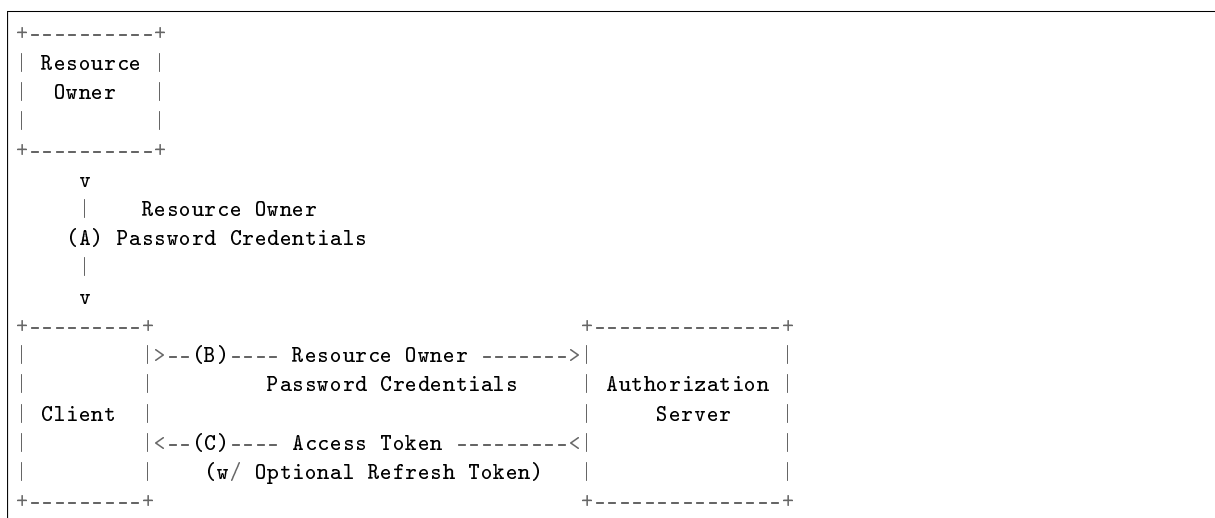 +----------+
| Resource |
|  Owner   |
|          |
+----------+
     v
     |    Resource Owner
    (A) Password Credentials
     |
     v
+---------+                                  +---------------+
|         |>--(B)---- Resource Owner ------->|               |
|         |         Password Credentials     | Authorization |
| Client  |                                  |     Server    |
|         |<--(C)---- Access Token ---------<|               |
|         |    (w/ Optional Refresh Token)   |               |
+---------+                                  +---------------+